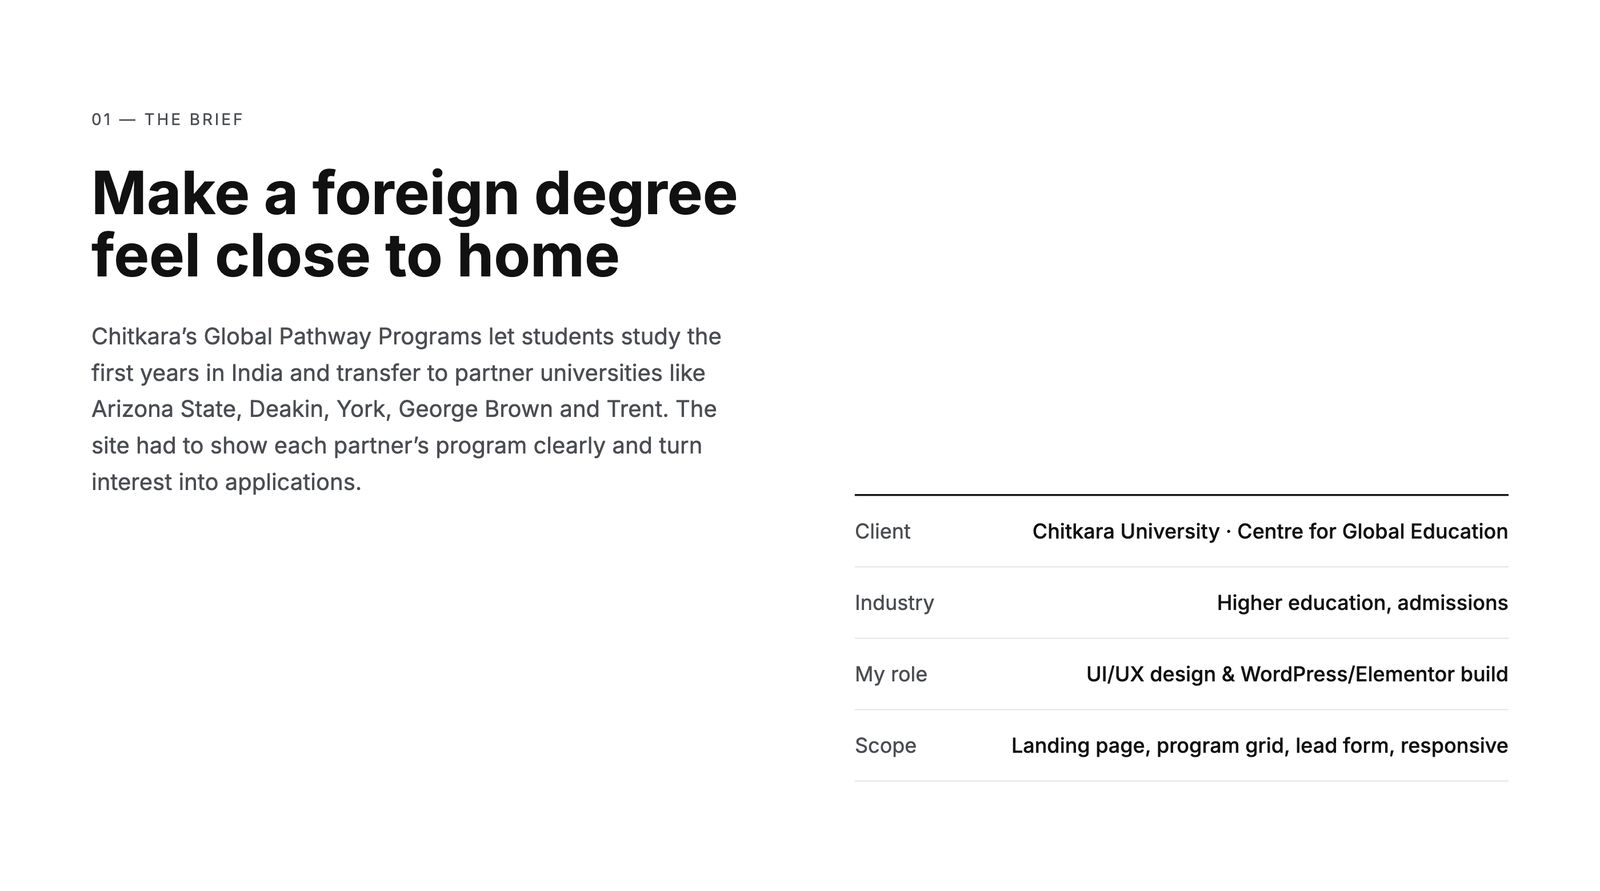 01 — THE BRIEF
Make a foreign degree
feel close to home
Chitkara’s Global Pathway Programs let students study the
first years in India and transfer to partner universities like
Arizona State, Deakin, York, George Brown and Trent. The
site had to show each partner’s program clearly and turn
interest into applications.
Client Chitkara University · Centre for Global Education
Industry Higher education, admissions
My role UI/UX design & WordPress/Elementor build
Scope Landing page, program grid, lead form, responsive